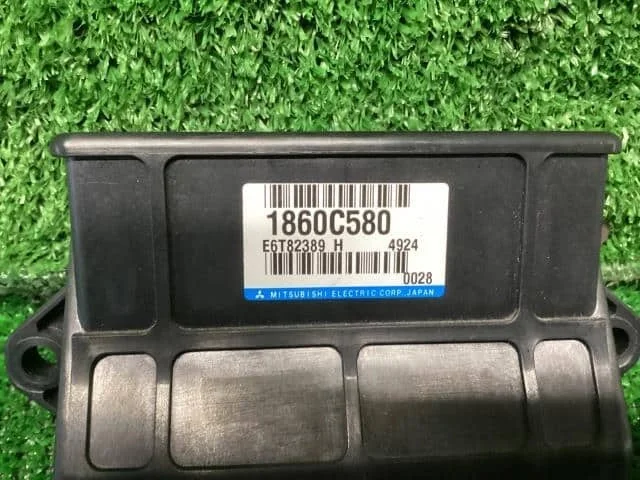 1860C580
E6T82389 H 4924
0028
MITSUBISHI ELECTRIC CORP., JAPAN